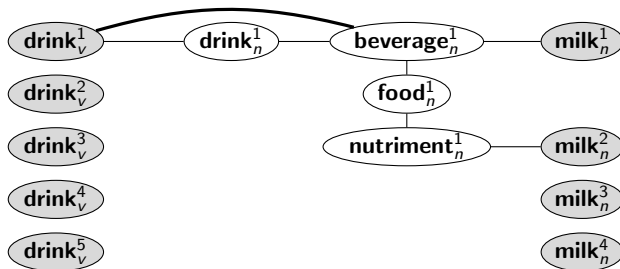 drink¹ᵥ drink¹ₙ beverage¹ₙ milk¹ₙ
drink²ᵥ food¹ₙ
drink³ᵥ nutriment¹ₙ milk²ₙ
drink⁴ᵥ milk³ₙ
drink⁵ᵥ milk⁴ₙ